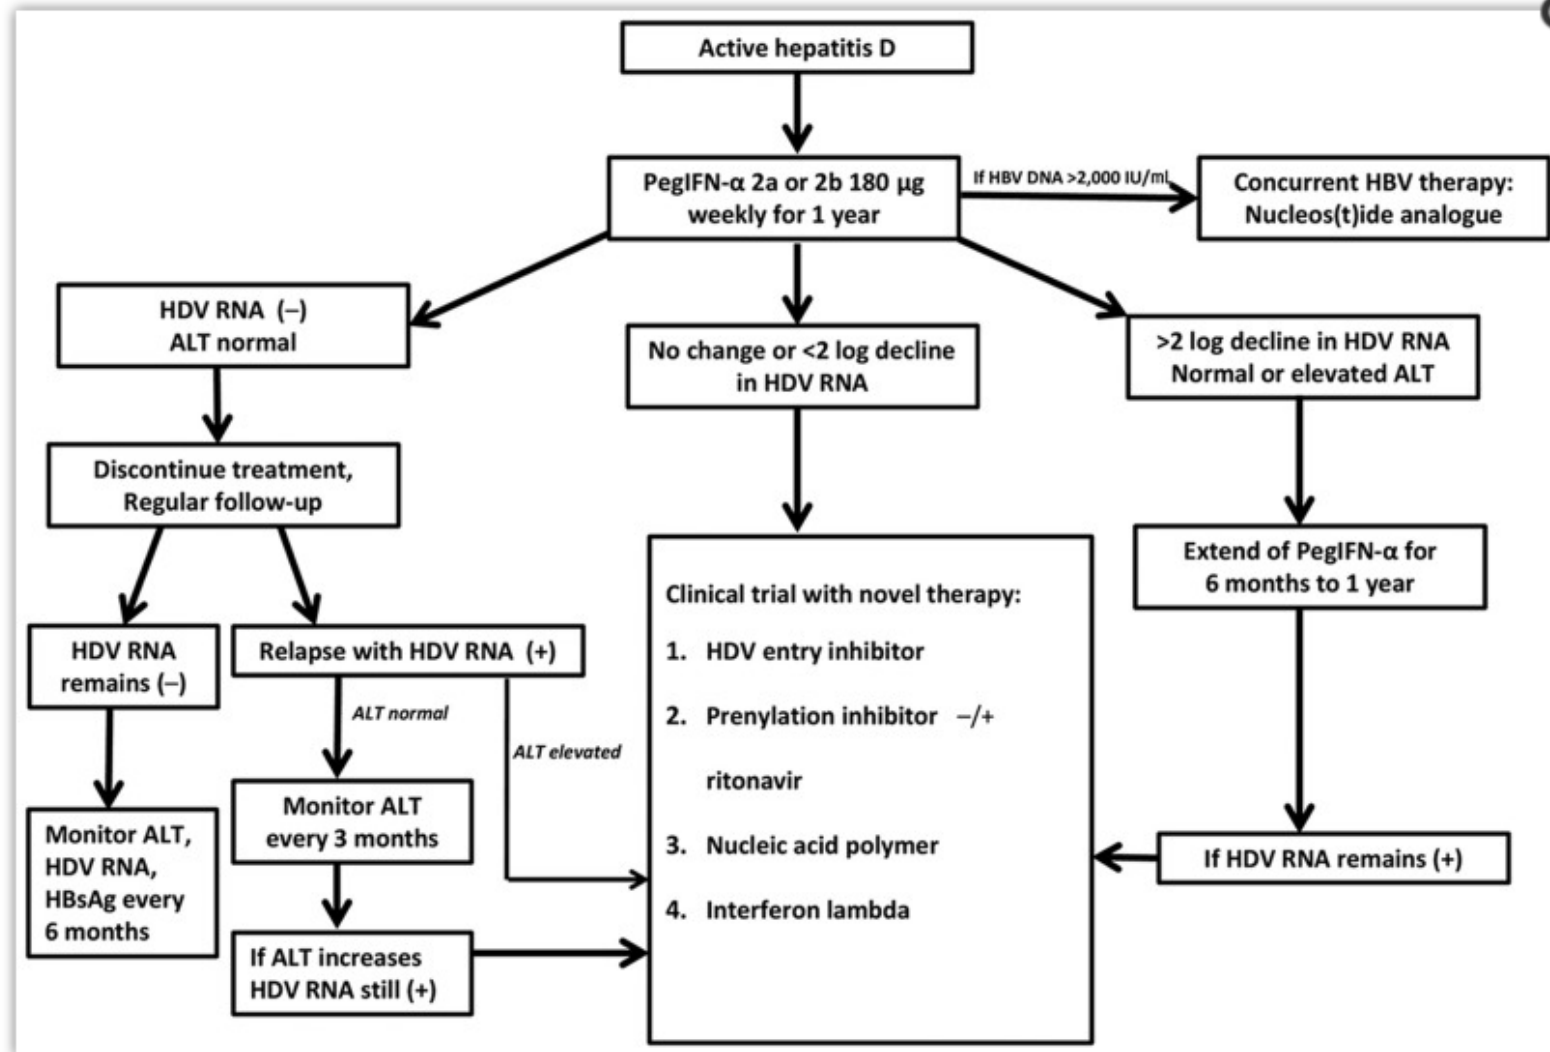 Active hepatitis D
PegIFN-α 2a or 2b 180 µg
weekly for 1 year
If HBV DNA >2,000 IU/ml
Concurrent HBV therapy:
Nucleos(t)ide analogue
HDV RNA (–)
ALT normal
No change or <2 log decline
in HDV RNA
>2 log decline in HDV RNA
Normal or elevated ALT
Discontinue treatment,
Regular follow-up
Extend of PegIFN-α for
6 months to 1 year
HDV RNA
remains (–)
Relapse with HDV RNA (+)
ALT normal
ALT elevated
Monitor ALT
every 3 months
Monitor ALT,
HDV RNA,
HBsAg every
6 months
If ALT increases
HDV RNA still (+)
Clinical trial with novel therapy:
1. HDV entry inhibitor
2. Prenylation inhibitor –/+
ritonavir
3. Nucleic acid polymer
4. Interferon lambda
If HDV RNA remains (+)